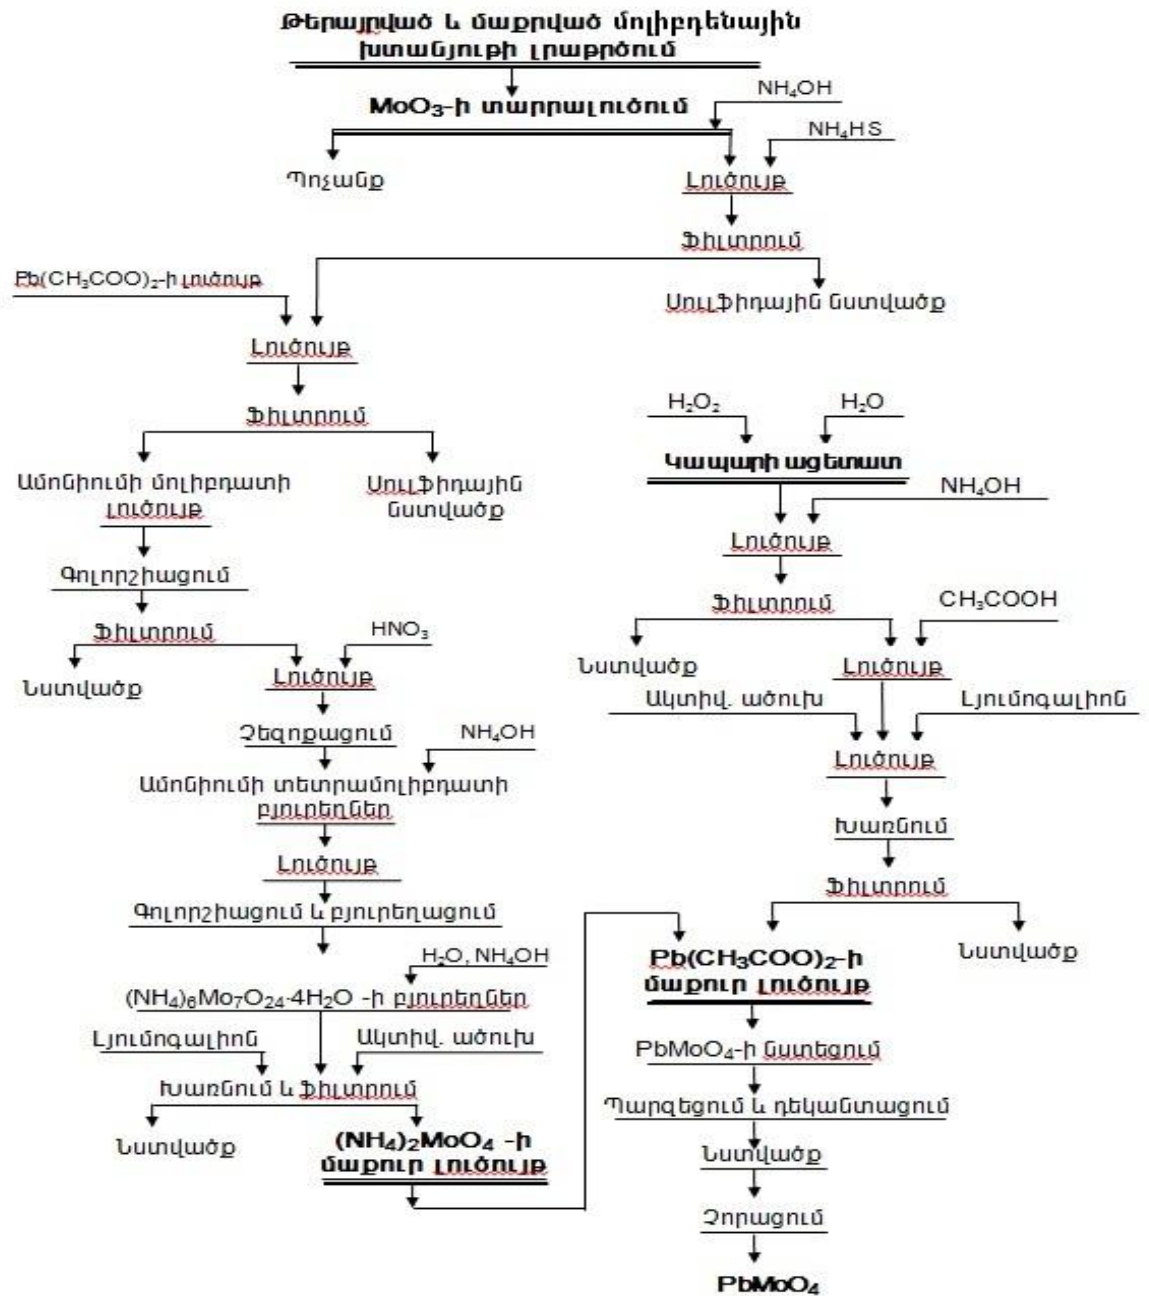 Թերայրված և մաքրված մոլիբդենային
խտանյութի լրաթրծում
MoO₃-ի տարրալուծում
NH₄OH
NH₄HS
Պոչանք
Լուծույթ
Ֆիլտրում
Pb(CH₃COO)₂-ի լուծույթ
Սուլֆիդային նստվածք
Լուծույթ
Ֆիլտրում
Ամոնիումի մոլիբդատի
լուծույթ
Սուլֆիդային
նստվածք
Գոլորշիացում
Ֆիլտրում
HNO₃
Նստվածք
Լուծույթ
Չեզոքացում
NH₄OH
Ամոնիումի տետրամոլիբդատի
բյուրեղներ
Լուծույթ
Գոլորշիացում և բյուրեղացում
H₂O, NH₄OH
(NH₄)₆Mo₇O₂₄·4H₂O -ի բյուրեղներ
Լյումոգալիոն
Ակտիվ. ածուխ
Խառնում և ֆիլտրում
Նստվածք
(NH₄)₂MoO₄ -ի
մաքուր լուծույթ
H₂O₂
H₂O
Կապարի ացետատ
NH₄OH
Լուծույթ
Ֆիլտրում
CH₃COOH
Նստվածք
Լուծույթ
Ակտիվ. ածուխ
Լյումոգալիոն
Լուծույթ
Խառնում
Ֆիլտրում
Pb(CH₃COO)₂-ի
մաքուր լուծույթ
Նստվածք
PbMoO₄-ի նստեցում
Պարզեցում և դեկանտացում
Նստվածք
Չորացում
PbMoO₄